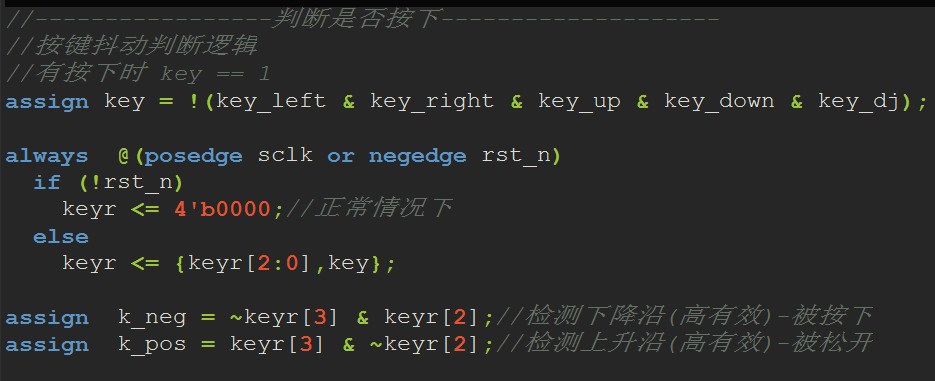 //-----------------判断是否按下--------------------
//按键抖动判断逻辑
//有按下时 key == 1
assign key = !(key_left & key_right & key_up & key_down & key_dj);
always  @(posedge sclk or negedge rst_n)
  if (!rst_n)
    keyr <= 4'b0000;//正常情况下
  else
    keyr <= {keyr[2:0],key};
assign  k_neg = ~keyr[3] & keyr[2];//检测下降沿(高有效)-被按下
assign  k_pos = keyr[3] & ~keyr[2];//检测上升沿(高有效)-被松开